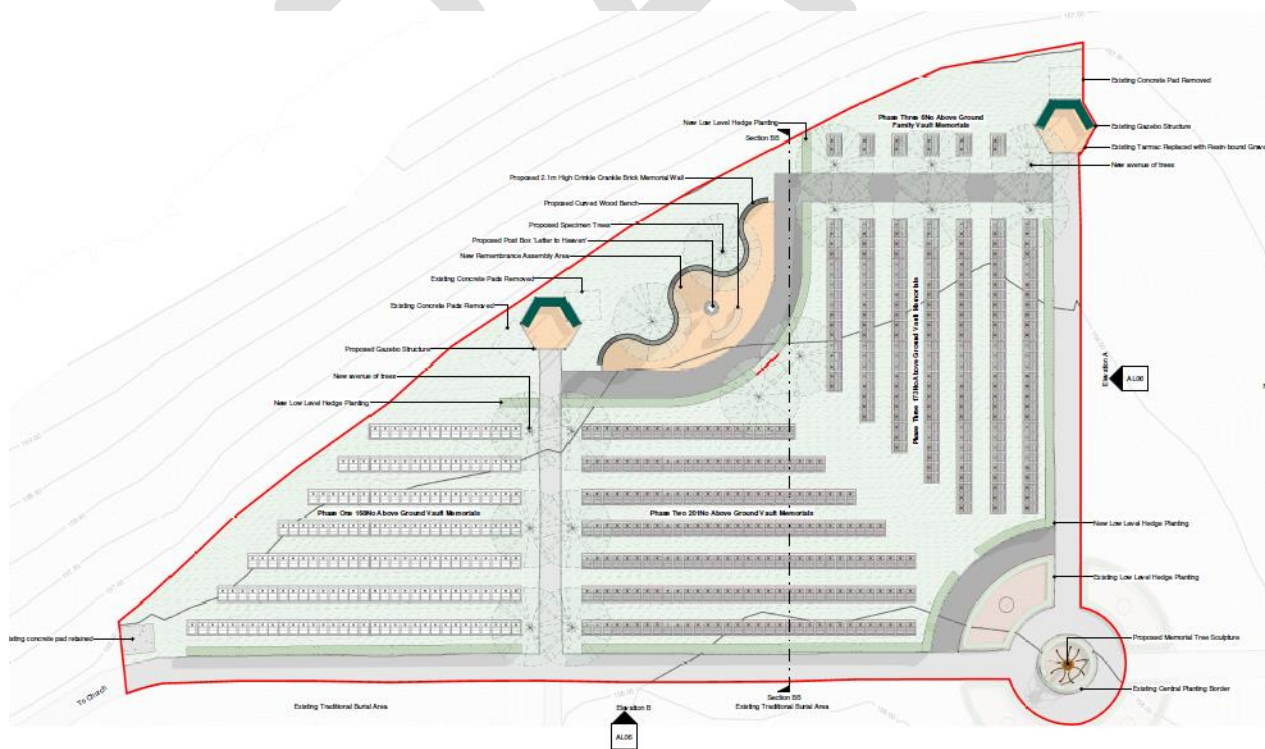 187.00
Existing Concrete Pad Removed
New Low Level Hedge Planting
Phase Three 6No Above Ground
Family Vault Memorials
Existing Gazebo Structure
Section BB
Existing Tarmac Replaced with Resin-bound Grave
New avenue of trees
Proposed 2.1m High Crinkle Crankle Brick Memorial Wall
Proposed Curved Wood Bench
Proposed Specimen Trees
Proposed Post Box 'Letter to Heaven'
New Remembrance Assembly Area
Existing Concrete Pads Removed
Existing Concrete Pads Removed
Proposed Gazebo Structure
Phase Three 173No Above Ground Vault Memorials
Elevation A
AL06
New avenue of trees
New Low Level Hedge Planting
Phase One 168No Above Ground Vault Memorials
Phase Two 201No Above Ground Vault Memorials
New Low Level Hedge Planting
Existing Low Level Hedge Planting
isting concrete pad retained
Proposed Memorial Tree Sculpture
To Church
Existing Central Planting Border
Section BB
Existing Traditional Burial Area
Elevation B
Existing Traditional Burial Area
AL06